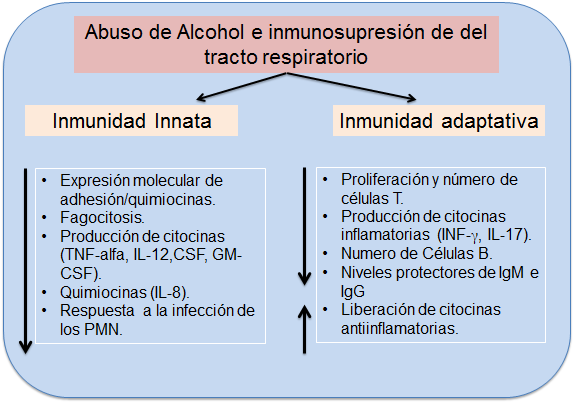 Abuso de Alcohol e inmunosupresión de del
tracto respiratorio
Inmunidad Innata
Inmunidad adaptativa
• Expresión molecular de
adhesión/quimiocinas.
• Fagocitosis.
• Producción de citocinas
(TNF-alfa, IL-12,CSF, GM-
CSF).
• Quimiocinas (IL-8).
• Respuesta a la infección de
los PMN.
• Proliferación y número de
células T.
• Producción de citocinas
inflamatorias (INF-γ, IL-17).
• Numero de Células B.
• Niveles protectores de IgM e
IgG
• Liberación de citocinas
antiinflamatorias.